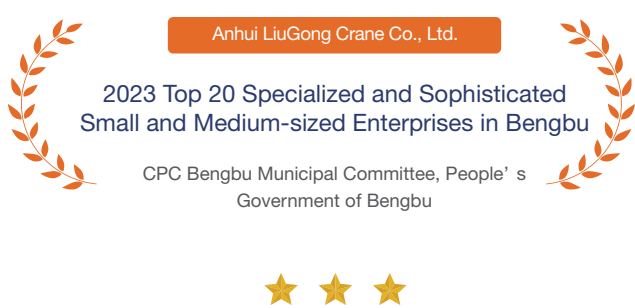 Anhui LiuGong Crane Co., Ltd.
2023 Top 20 Specialized and Sophisticated
Small and Medium-sized Enterprises in Bengbu
CPC Bengbu Municipal Committee, People’ s
Government of Bengbu